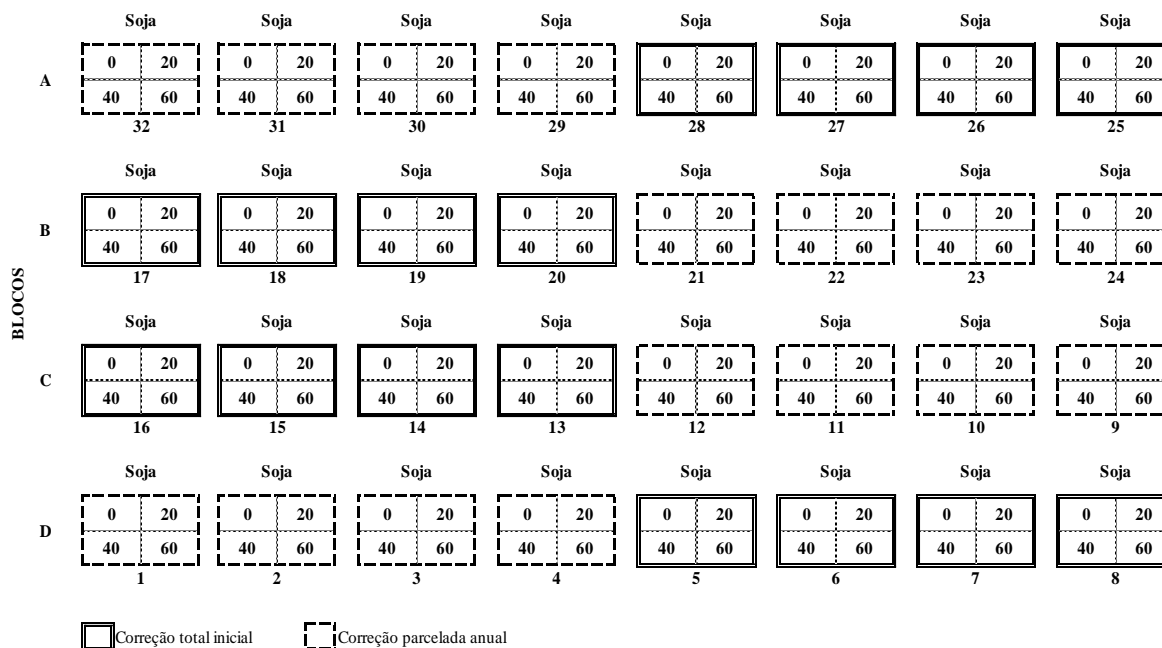 Soja Soja Soja Soja Soja Soja Soja Soja
0 20 0 20 0 20 0 20 0 20 0 20 0 20 0 20
A
40 60 40 60 40 60 40 60 40 60 40 60 40 60 40 60
32 31 30 29 28 27 26 25
Soja Soja Soja Soja Soja Soja Soja Soja
0 20 0 20 0 20 0 20 0 20 0 20 0 20 0 20
B
40 60 40 60 40 60 40 60 40 60 40 60 40 60 40 60
17 18 19 20 21 22 23 24
BLOCOS
Soja Soja Soja Soja Soja Soja Soja Soja
0 20 0 20 0 20 0 20 0 20 0 20 0 20 0 20
C
40 60 40 60 40 60 40 60 40 60 40 60 40 60 40 60
16 15 14 13 12 11 10 9
Soja Soja Soja Soja Soja Soja Soja Soja
0 20 0 20 0 20 0 20 0 20 0 20 0 20 0 20
D
40 60 40 60 40 60 40 60 40 60 40 60 40 60 40 60
1 2 3 4 5 6 7 8
Correção total inicial Correção parcelada anual